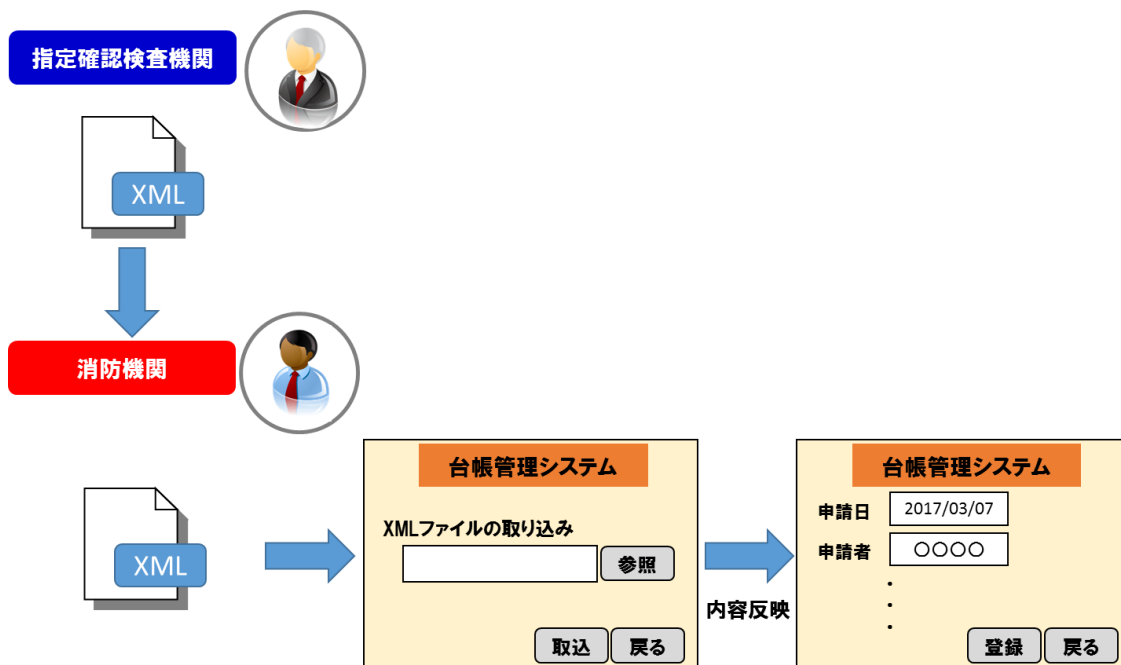 指定確認検査機関
XML
消防機関
XML
台帳管理システム
XMLファイルの取り込み
参照
取込
戻る
内容反映
台帳管理システム
申請日
2017/03/07
申請者
〇〇〇〇
・
・
・
登録
戻る